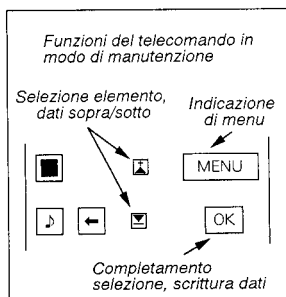 Funzioni del telecomando in
modo di manutenzione
Selezione elemento,
dati sopra/sotto
Indicazione
di menu
MENU
OK
Completamento
selezione, scrittura dati